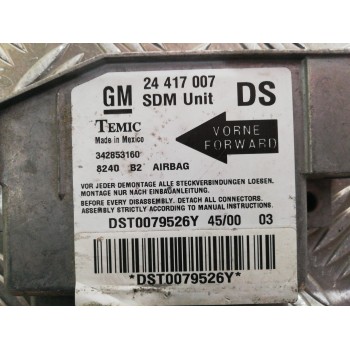 GM 24 417 007 DS
SDM Unit
TEMIC
Made in Mexico
VORNE
FORWARD
342853160
8240 B2 AIRBAG
VOR JEDER DEMONTAGE ALLE STECKVERBINDUNGEN LOESEN.
MONTAGE NUR NACH EINBAUANLEITUNG.
BEFORE EVERY DISASSEMBLY. DETACH ALL CONNECTORS.
ASSEMBLY STRICTLY ACCORDING TO MANUAL INSTRUCTIONS.
DST0079526Y 45/00 03
*DST0079526Y*